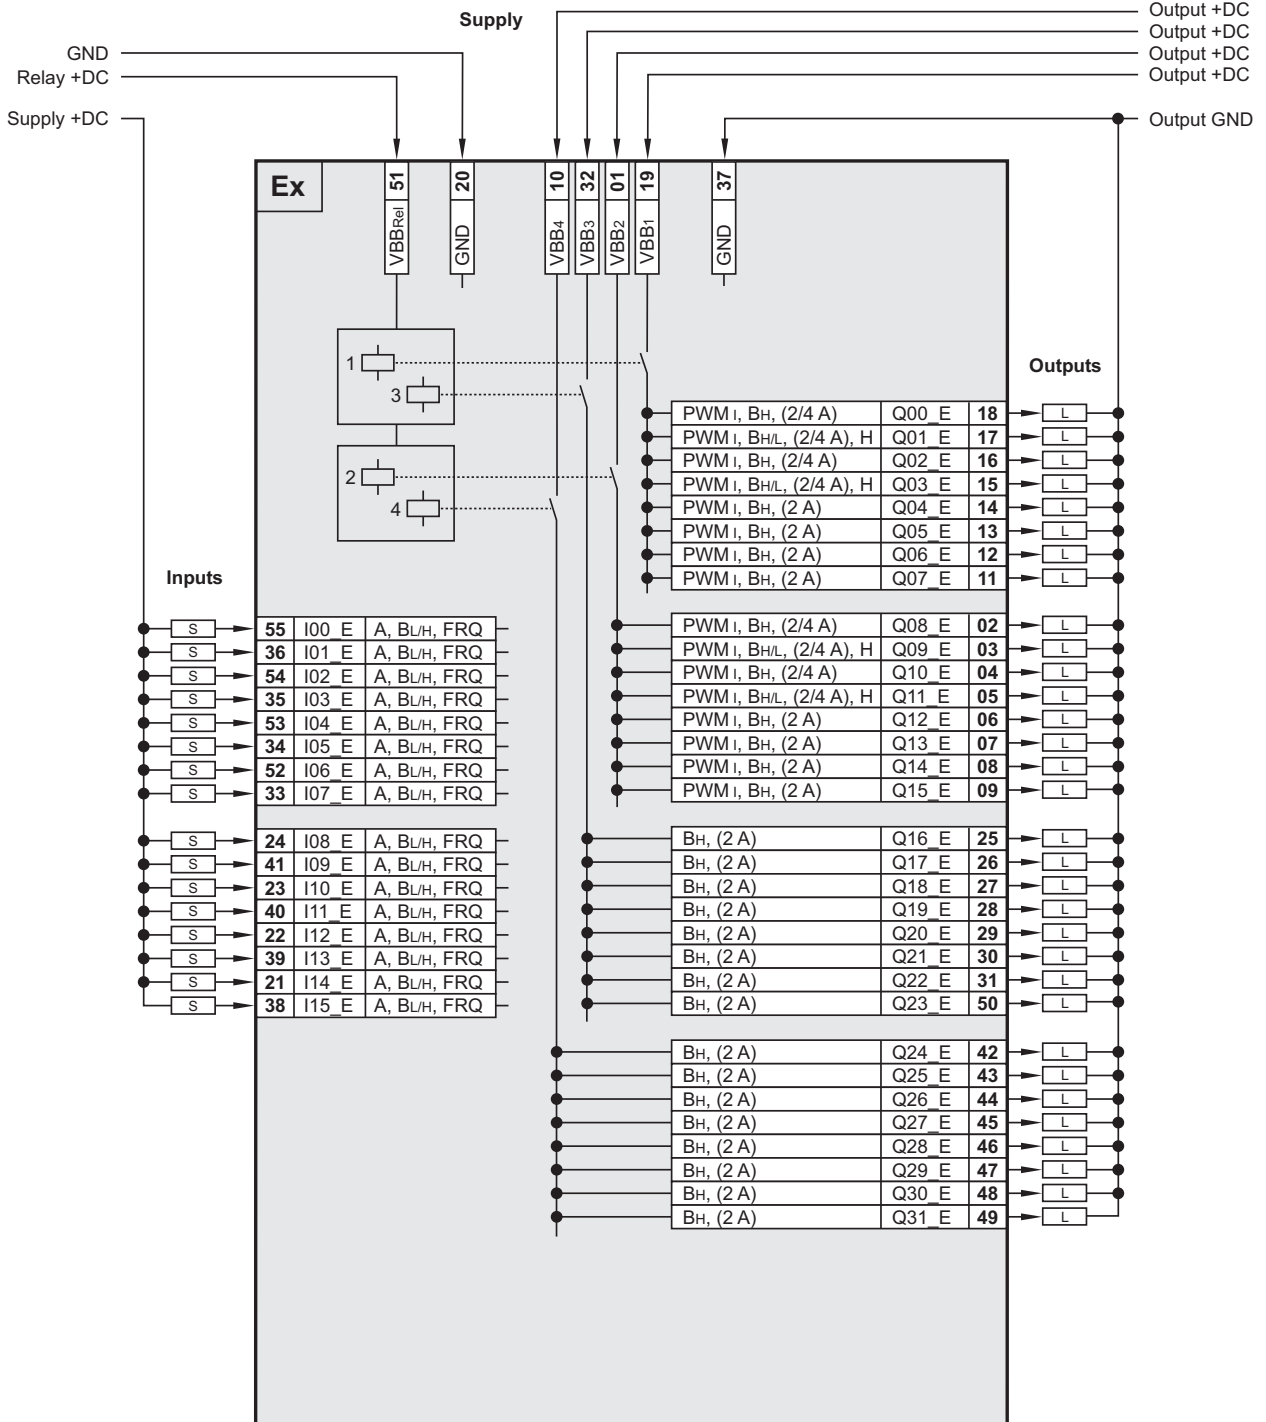 Supply
Output +DC
Output +DC
Output +DC
Output +DC
GND
Relay +DC
Supply +DC
Output GND
Ex
51 VBBRel
20 GND
10 VBB4
32 VBB3
01 VBB2
19 VBB1
37 GND
1
3
2
4
Outputs
PWM I, BH, (2/4 A) Q00_E 18 L
PWM I, BH/L, (2/4 A), H Q01_E 17 L
PWM I, BH, (2/4 A) Q02_E 16 L
PWM I, BH/L, (2/4 A), H Q03_E 15 L
PWM I, BH, (2 A) Q04_E 14 L
PWM I, BH, (2 A) Q05_E 13 L
PWM I, BH, (2 A) Q06_E 12 L
PWM I, BH, (2 A) Q07_E 11 L
PWM I, BH, (2/4 A) Q08_E 02 L
PWM I, BH/L, (2/4 A), H Q09_E 03 L
PWM I, BH, (2/4 A) Q10_E 04 L
PWM I, BH/L, (2/4 A), H Q11_E 05 L
PWM I, BH, (2 A) Q12_E 06 L
PWM I, BH, (2 A) Q13_E 07 L
PWM I, BH, (2 A) Q14_E 08 L
PWM I, BH, (2 A) Q15_E 09 L
BH, (2 A) Q16_E 25 L
BH, (2 A) Q17_E 26 L
BH, (2 A) Q18_E 27 L
BH, (2 A) Q19_E 28 L
BH, (2 A) Q20_E 29 L
BH, (2 A) Q21_E 30 L
BH, (2 A) Q22_E 31 L
BH, (2 A) Q23_E 50 L
BH, (2 A) Q24_E 42 L
BH, (2 A) Q25_E 43 L
BH, (2 A) Q26_E 44 L
BH, (2 A) Q27_E 45 L
BH, (2 A) Q28_E 46 L
BH, (2 A) Q29_E 47 L
BH, (2 A) Q30_E 48 L
BH, (2 A) Q31_E 49 L
Inputs
S 55 I00_E A, BL/H, FRQ
S 36 I01_E A, BL/H, FRQ
S 54 I02_E A, BL/H, FRQ
S 35 I03_E A, BL/H, FRQ
S 53 I04_E A, BL/H, FRQ
S 34 I05_E A, BL/H, FRQ
S 52 I06_E A, BL/H, FRQ
S 33 I07_E A, BL/H, FRQ
S 24 I08_E A, BL/H, FRQ
S 41 I09_E A, BL/H, FRQ
S 23 I10_E A, BL/H, FRQ
S 40 I11_E A, BL/H, FRQ
S 22 I12_E A, BL/H, FRQ
S 39 I13_E A, BL/H, FRQ
S 21 I14_E A, BL/H, FRQ
S 38 I15_E A, BL/H, FRQ